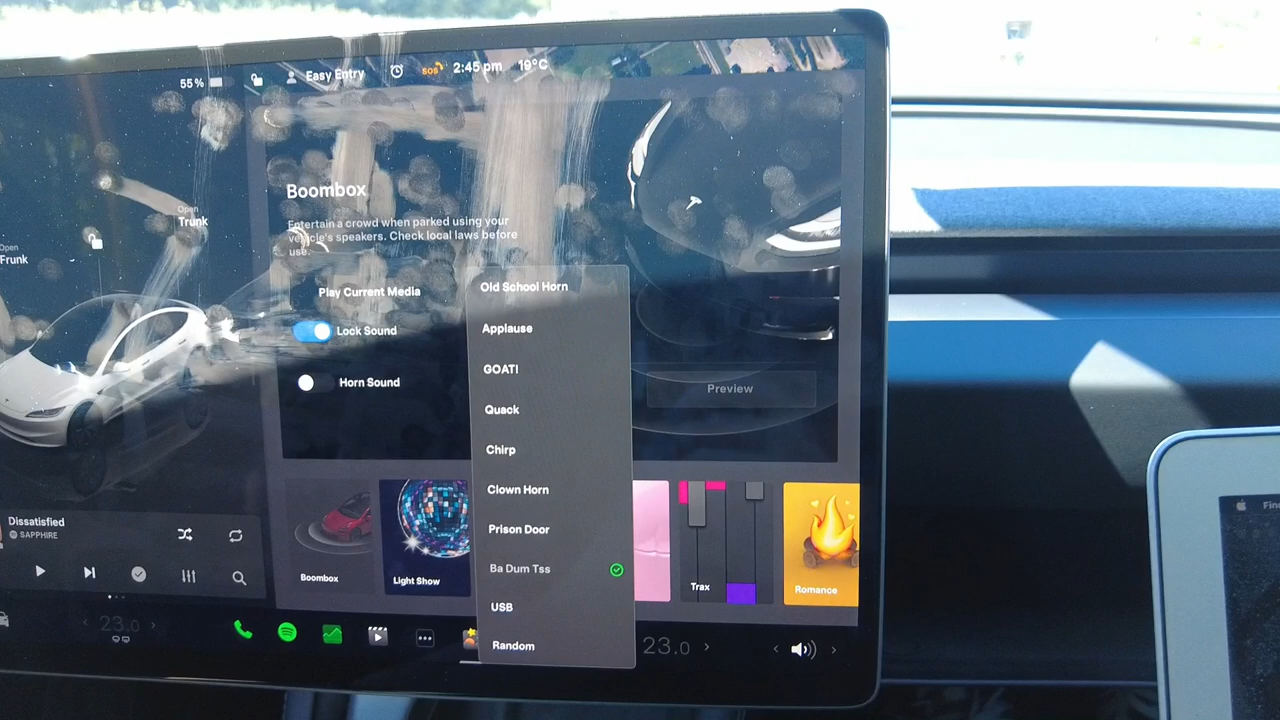 55 %
Easy Entry
SOS
2:45 pm
19°C
Open
Trunk
Open
Frunk
Boombox
Entertain a crowd when parked using your
vehicle's speakers. Check local laws before
use.
Play Current Media
Lock Sound
Horn Sound
Old School Horn
Applause
GOAT!
Quack
Chirp
Clown Horn
Prison Door
Ba Dum Tss
USB
Random
Preview
Dissatisfied
SAPPHIRE
Boombox
Light Show
Trax
Romance
23.0
23.0